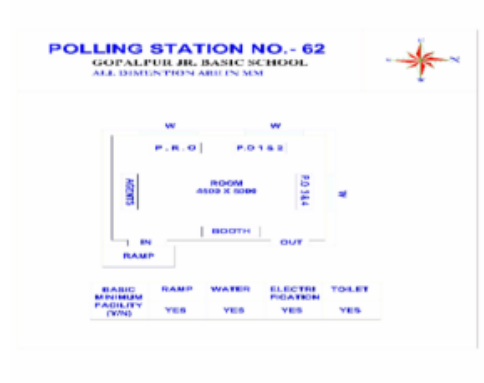 POLLING STATION NO.- 62
GOPALPUR JR. BASIC SCHOOL
ALL DIMENTION ARE IN MM
W W
P.R.O P.O 1 & 2
AGENTS
ROOM
P.O 3&4
W
BOOTH
IN OUT
RAMP
BASIC MINIMUM FACILITY (Y/N) RAMP WATER ELECTRI FICATION TOILET
YES YES YES YES